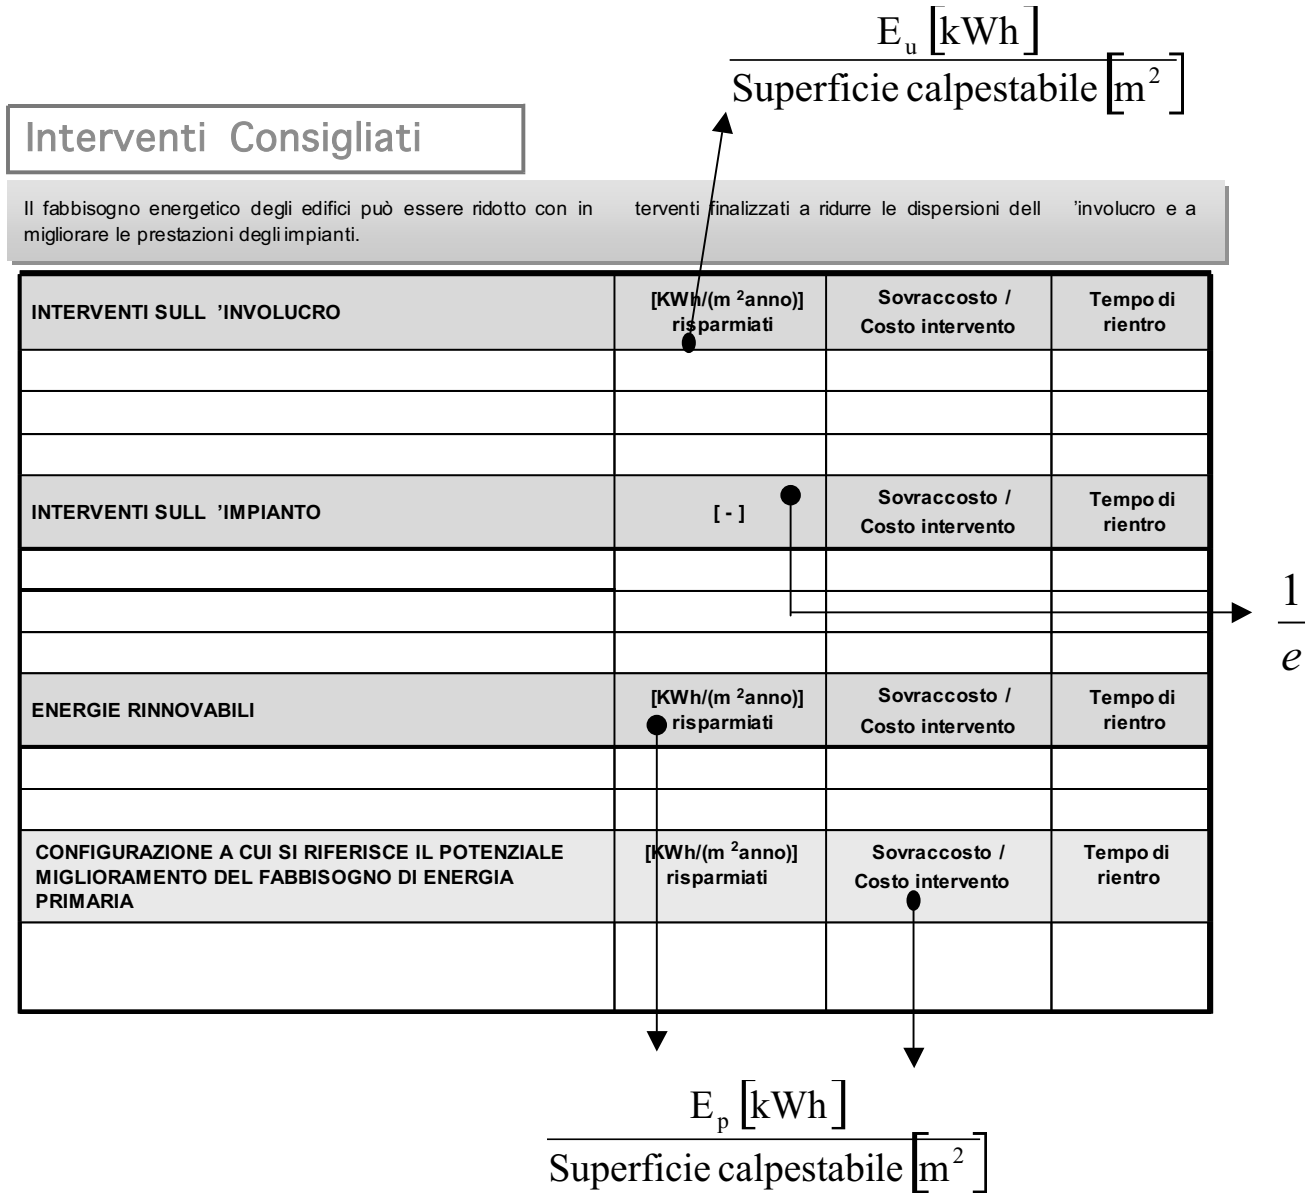 E u [kWh]
Superficie calpestabile [m 2 ]
Interventi Consigliati
Il fabbisogno energetico degli edifici può essere ridotto con in terventi finalizzati a ridurre le dispersioni dell 'involucro e a
migliorare le prestazioni degli impianti.
INTERVENTI SULL 'INVOLUCRO
[KWh/(m 2anno)]
risparmiati
Sovraccosto /
Costo intervento
Tempo di
rientro
INTERVENTI SULL 'IMPIANTO
[ - ]
Sovraccosto /
Costo intervento
Tempo di
rientro
1
e
ENERGIE RINNOVABILI
[KWh/(m 2anno)]
risparmiati
Sovraccosto /
Costo intervento
Tempo di
rientro
CONFIGURAZIONE A CUI SI RIFERISCE IL POTENZIALE
MIGLIORAMENTO DEL FABBISOGNO DI ENERGIA
PRIMARIA
[KWh/(m 2anno)]
risparmiati
Sovraccosto /
Costo intervento
Tempo di
rientro
E p [kWh]
Superficie calpestabile [m 2 ]